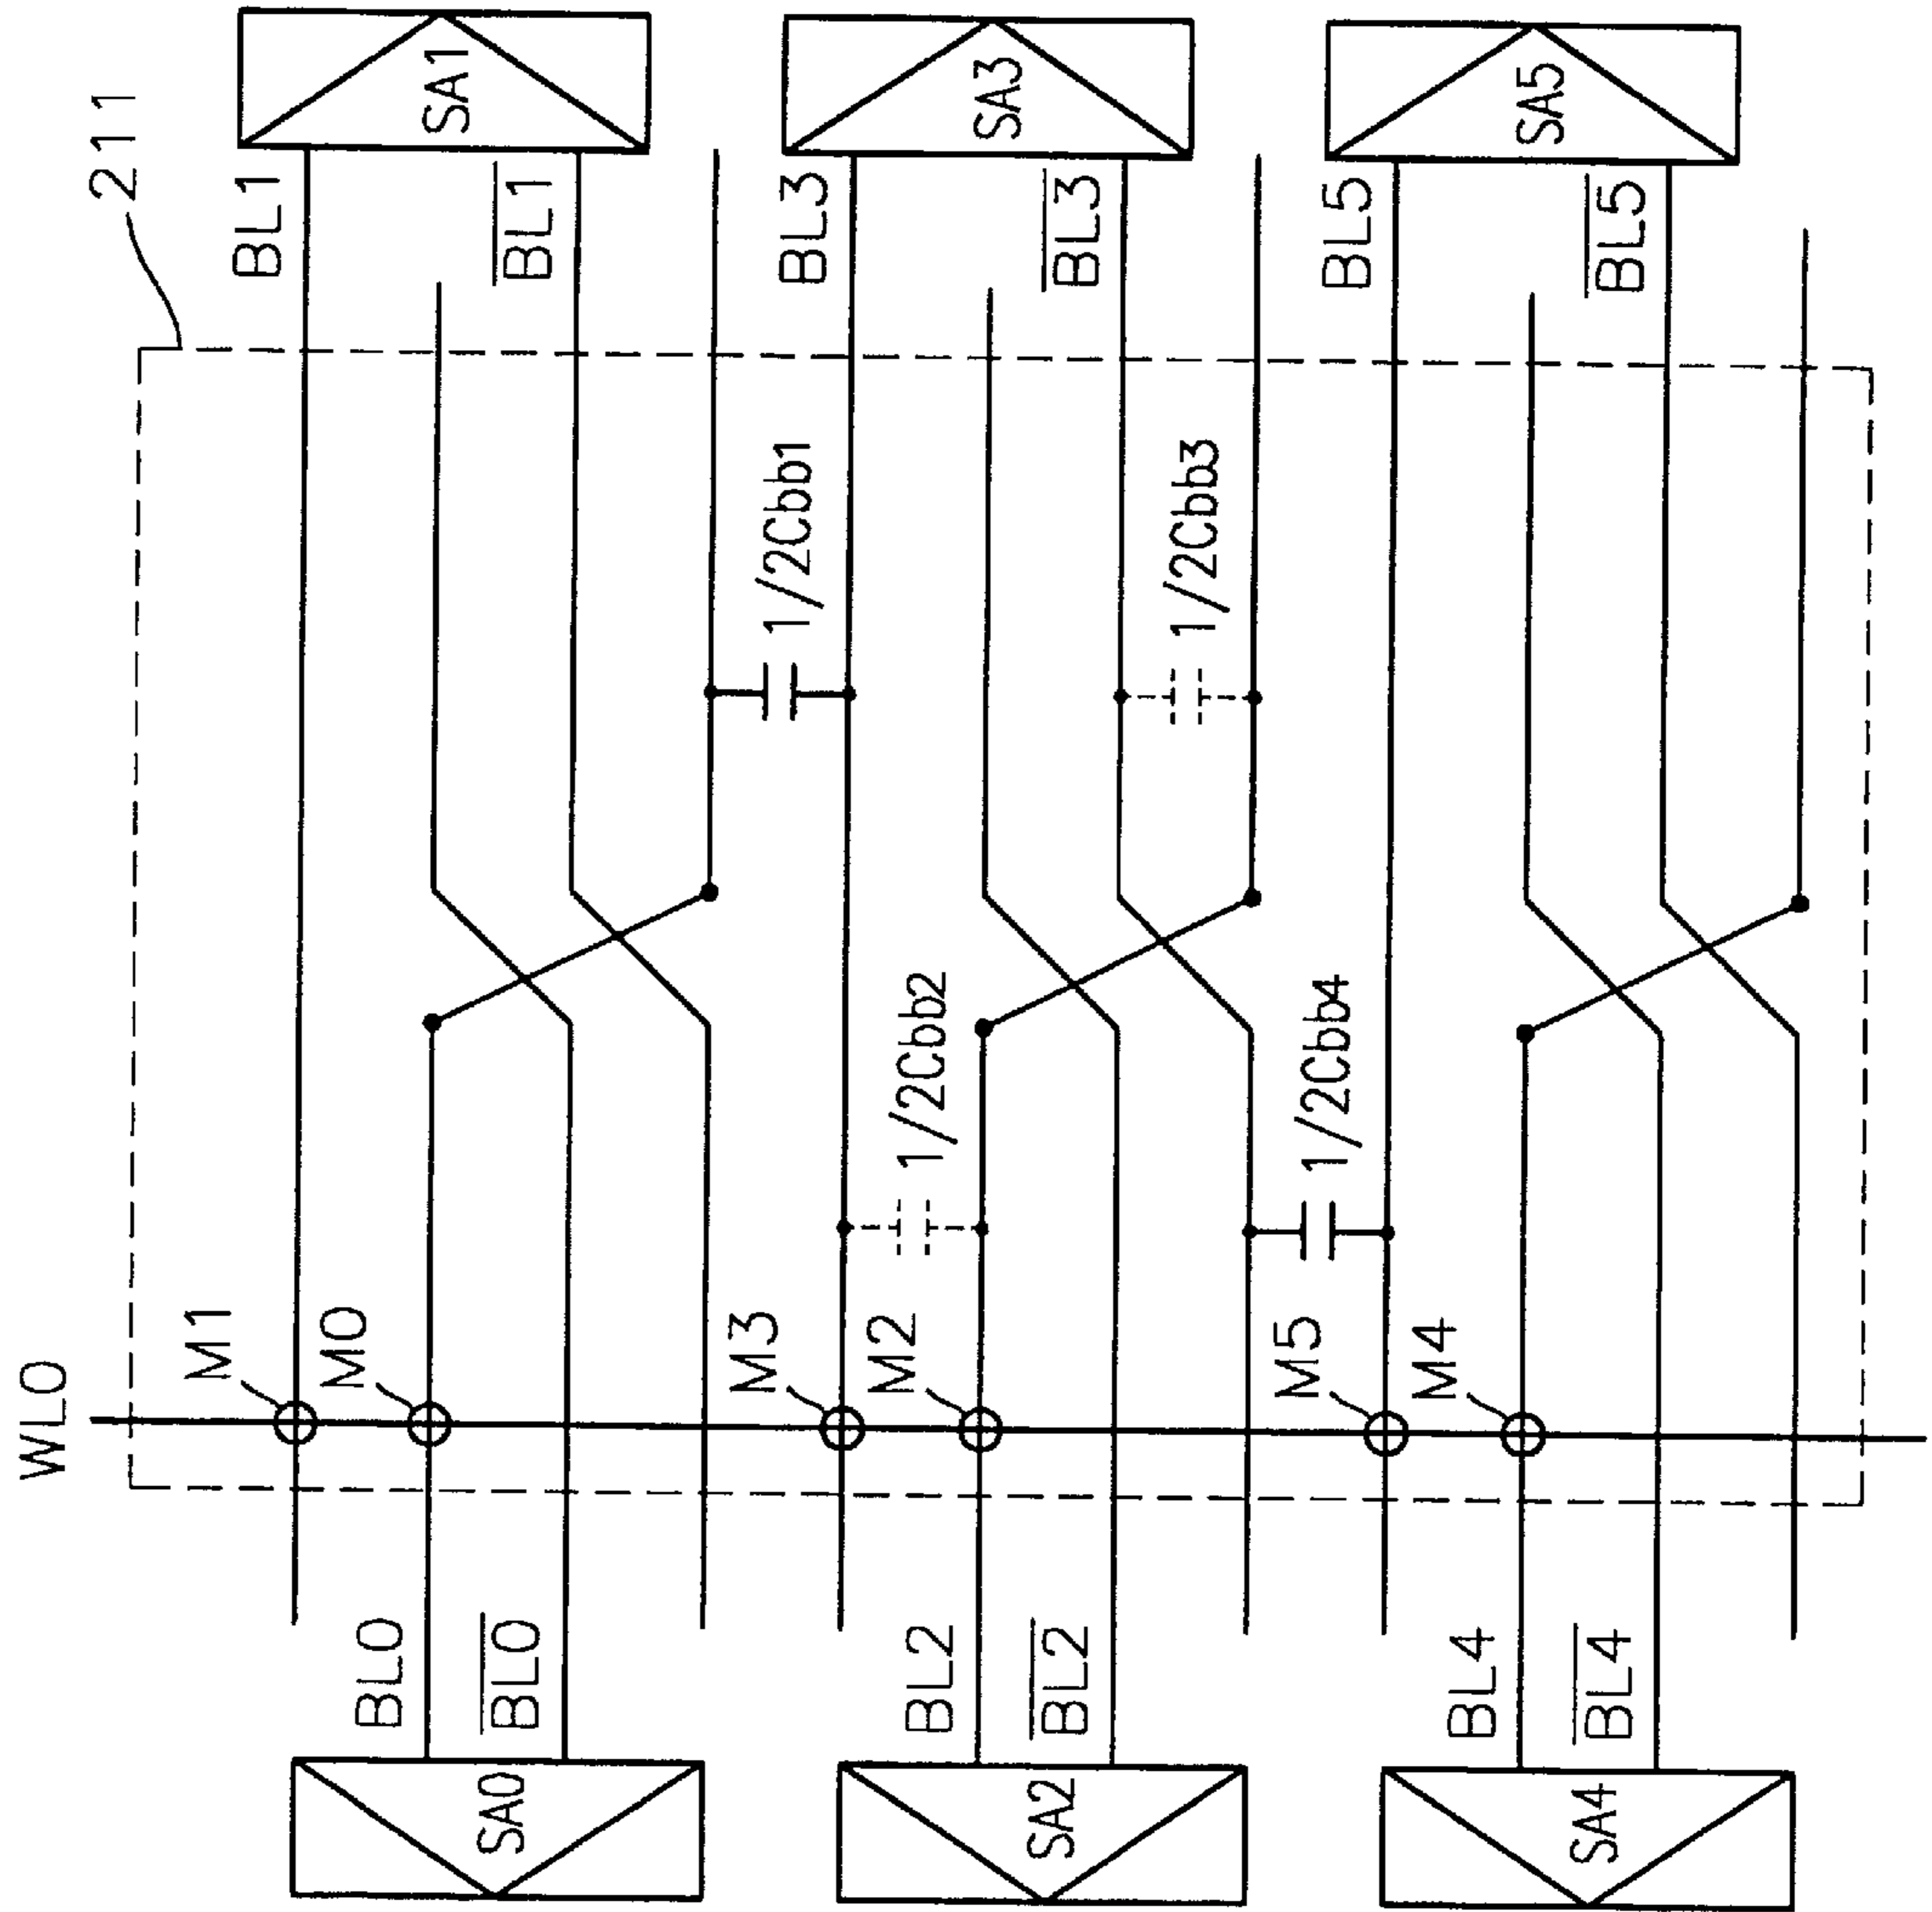 211
BL1
SA1
BL1
BL3
SA3
BL3
BL5
SA5
BL5
1/2Cbb1
1/2Cbb3
1/2Cbb2
1/2Cbb4
WL0
M1
M0
M3
M2
M5
M4
BL0
BL0
BL2
BL2
BL4
BL4
SA0
SA2
SA4